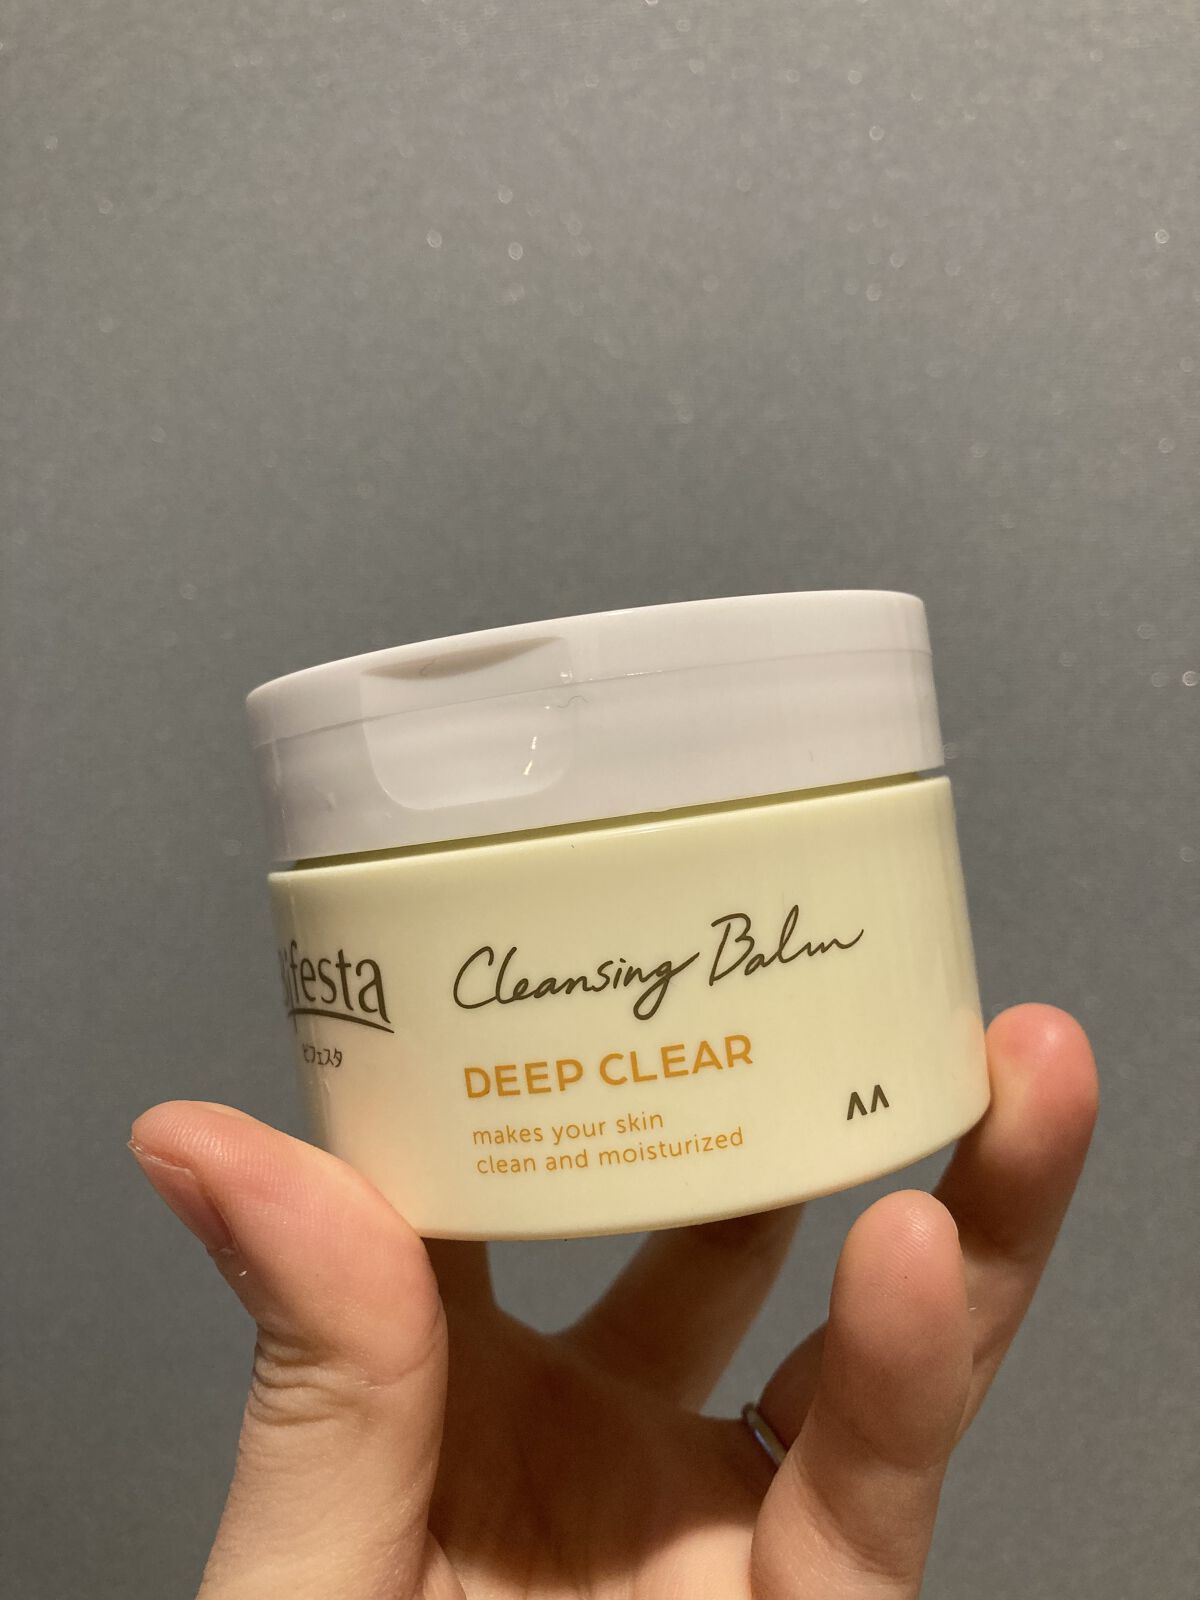 Bifesta
ビフェスタ
Cleansing Balm
DEEP CLEAR
makes your skin
clean and moisturized